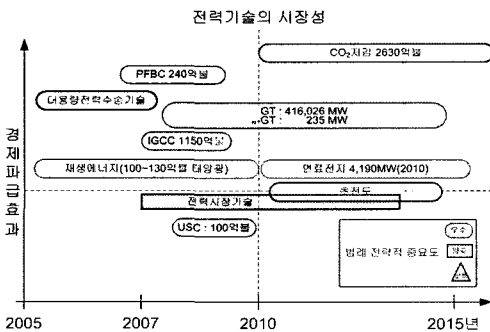 전력기술의 시장성
CO₂저감 2630억불
PFBC 240억불
대용량전력수송기술
GT : 416,026 MW
GT : 235 MW
IGCC 1150억불
재생에너지(100~130억불 태양광)
연료전지 4,190MW(2010)
초전도
전력시장기술
USC : 100억불
범례 전략적 중요도
우수
경제파급효과
2005
2007
2010
2015년